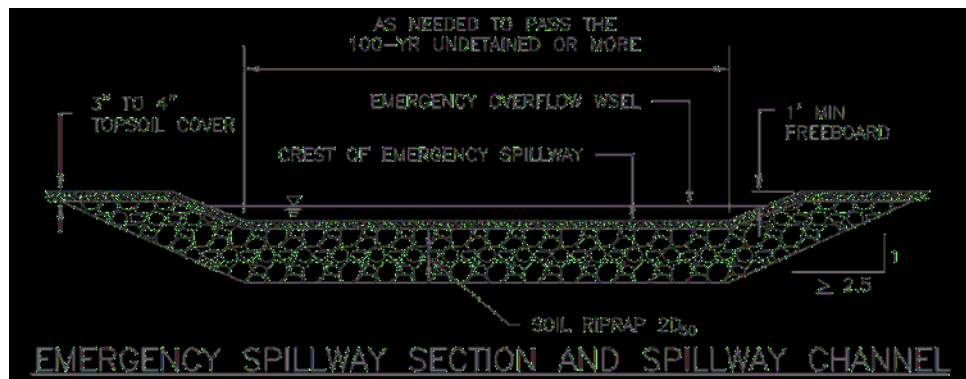 AS NEEDED TO PASS THE
100-YR UNDETAINED OR MORE
3" TO 4"
TOPSOIL COVER
EMERGENCY OVERFLOW WSEL
1' MIN
FREEBOARD
CREST OF EMERGENCY SPILLWAY
1
≥ 2.5
SOIL RIPRAP 2D50
EMERGENCY SPILLWAY SECTION AND SPILLWAY CHANNEL